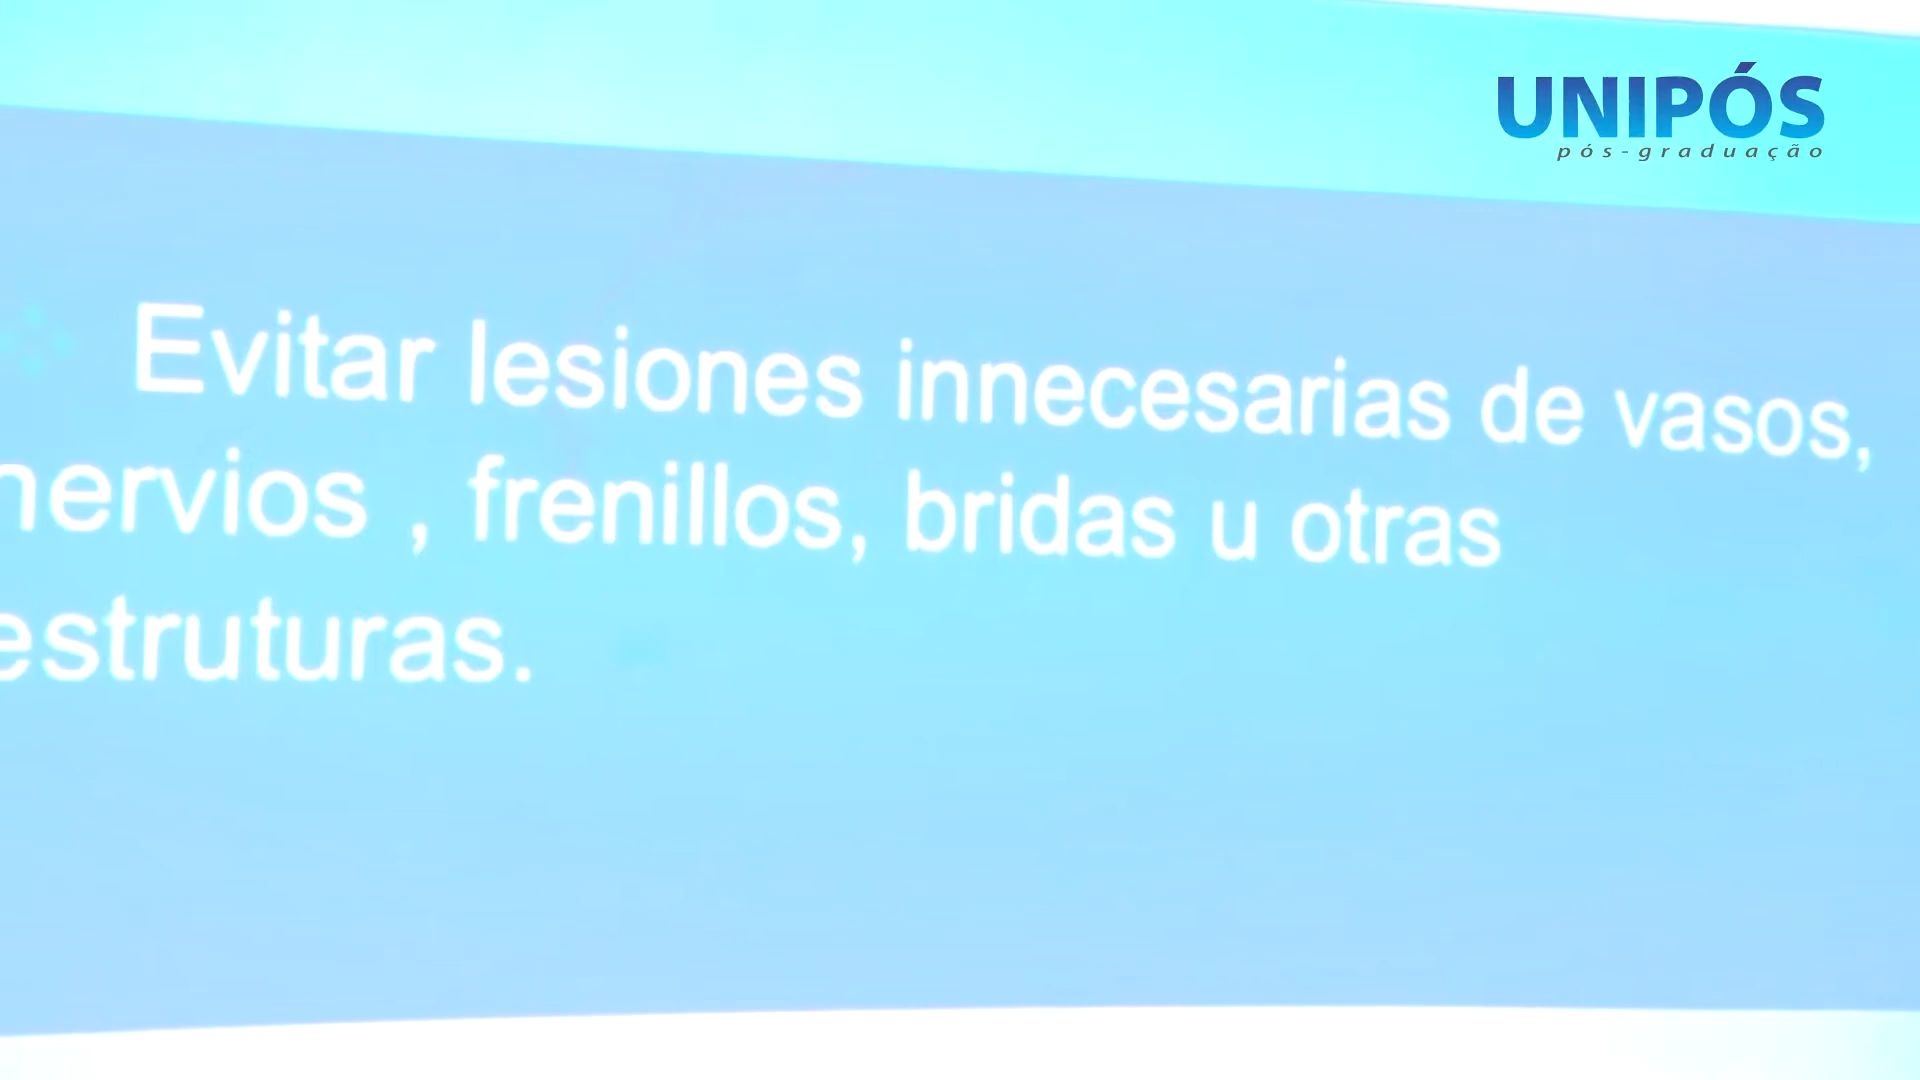 UNIPÓS
pós-graduação
Evitar lesiones innecesarias de vasos,
nervios , frenillos, bridas u otras
estruturas.